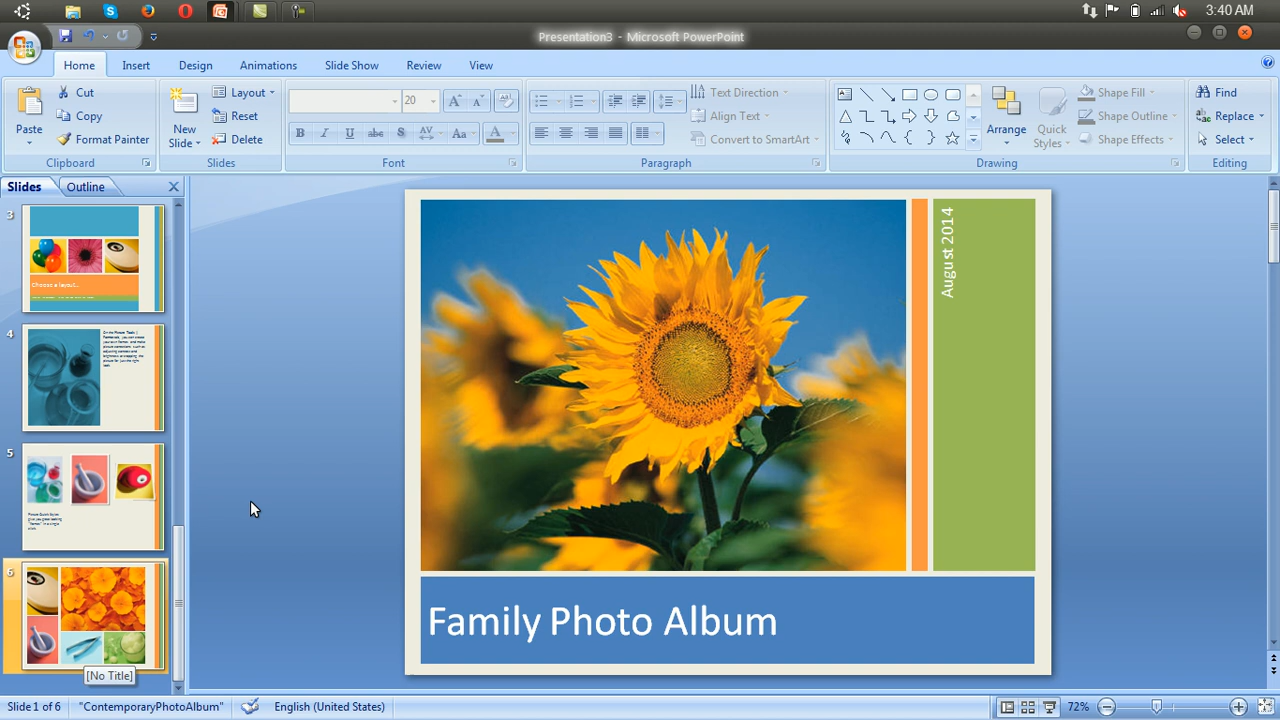 3:40 AM
Presentation3 - Microsoft PowerPoint
Home Insert Design Animations Slide Show Review View
Paste
Cut
Copy
Format Painter
Clipboard
New Slide
Layout
Reset
Delete
Slides
20
Font
Text Direction
Align Text
Convert to SmartArt
Paragraph
Arrange
Quick Styles
Shape Fill
Shape Outline
Shape Effects
Drawing
Find
Replace
Select
Editing
Slides Outline
3
Choose a layout...
4
5
6
[No Title]
August 2014
Family Photo Album
Slide 1 of 6 "ContemporaryPhotoAlbum" English (United States) 72%